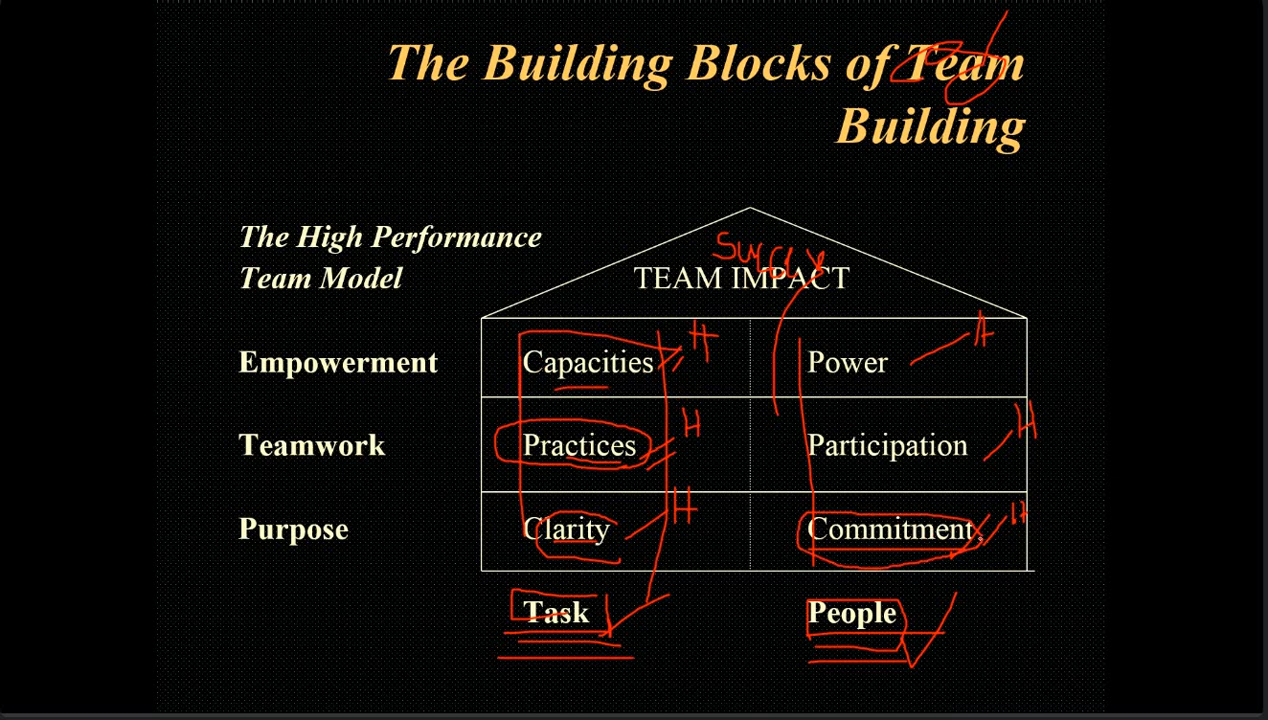 The Building Blocks of Team
Building
The High Performance
Team Model
Success
TEAM IMPACT
Empowerment Capacities H Power H
Teamwork Practices H Participation H
Purpose Clarity H Commitment H
Task People